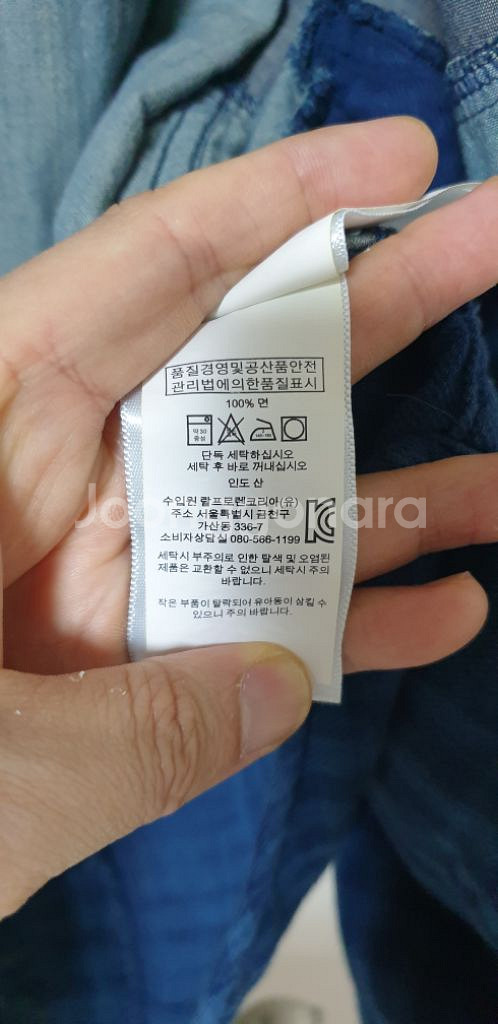 품질경영및공산품안전
관리법에의한품질표시
100% 면
약 30
중성
단독 세탁하십시오
세탁 후 바로 꺼내십시오
인도 산
수입원 랄프로렌코리아(유)
주소 서울특별시 금천구
가산동 336-7
소비자상담실 080-566-1199
세탁시 부주의로 인한 탈색 및 오염된
제품은 교환할 수 없으니 세탁시 주의
바랍니다.
작은 부품이 탈락되어 유아동이 삼킬 수
있으니 주의 바랍니다.